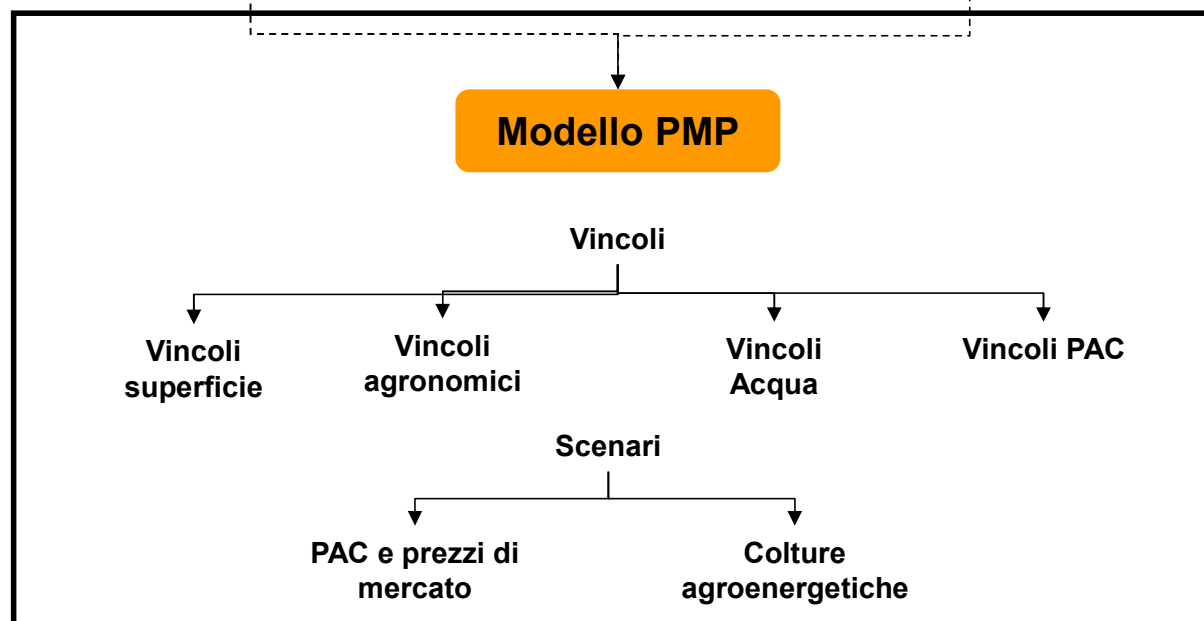 Modello PMP
Vincoli
Vincoli
superficie
Vincoli
agronomici
Vincoli
Acqua
Vincoli PAC
Scenari
PAC e prezzi di
mercato
Colture
agroenergetiche